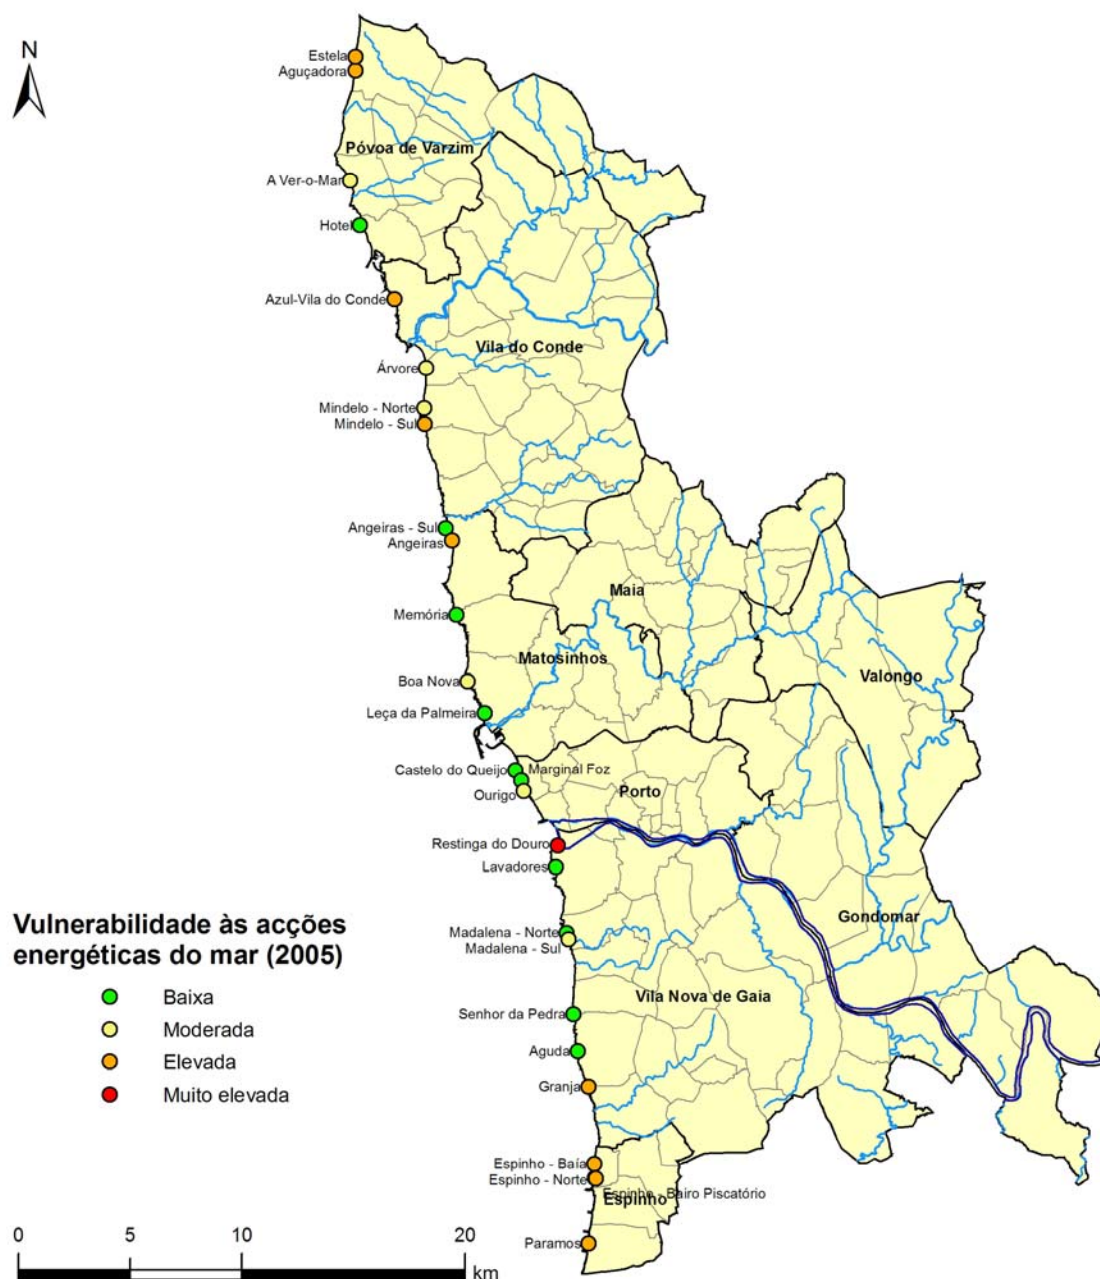 N
Estela
Aguçadora
Póvoa de Varzim
A Ver-o-Mar
Hotel
Azul-Vila do Conde
Vila do Conde
Árvore
Mindelo - Norte
Mindelo - Sul
Angeiras - Sul
Angeiras
Maia
Memória
Matosinhos
Valongo
Boa Nova
Leça da Palmeira
Castelo do Queijo
Marginal Foz
Ourigo
Porto
Restinga do Douro
Lavadores
Gondomar
Madalena - Norte
Madalena - Sul
Vila Nova de Gaia
Senhor da Pedra
Aguda
Granja
Espinho - Baía
Espinho - Norte
Espinho - Bairo Piscatório
Espinho
Paramos
Vulnerabilidade às acções
energéticas do mar (2005)
Baixa
Moderada
Elevada
Muito elevada
0 5 10 20
km